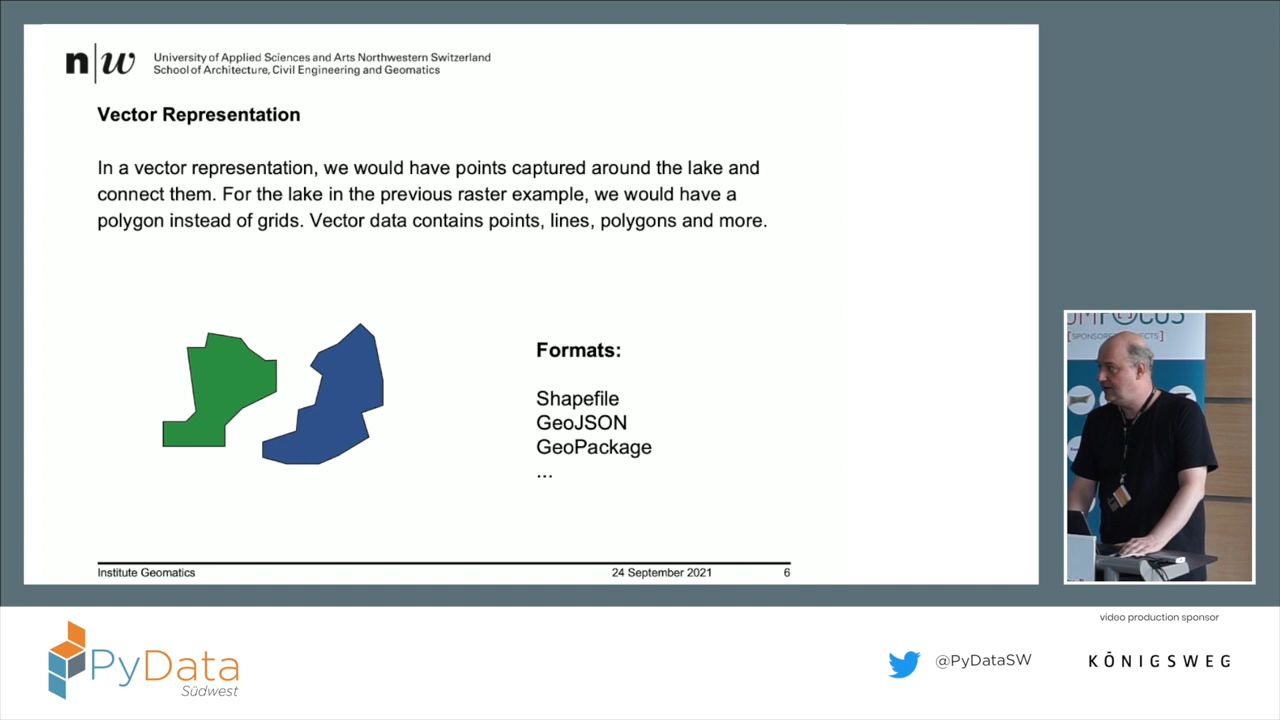 n|w
University of Applied Sciences and Arts Northwestern Switzerland
School of Architecture, Civil Engineering and Geomatics
Vector Representation
In a vector representation, we would have points captured around the lake and
connect them. For the lake in the previous raster example, we would have a
polygon instead of grids. Vector data contains points, lines, polygons and more.
Formats:
Shapefile
GeoJSON
GeoPackage
...
Institute Geomatics
24 September 2021
6
PyData
Südwest
@PyDataSW
video production sponsor
KÖNIGSWEG